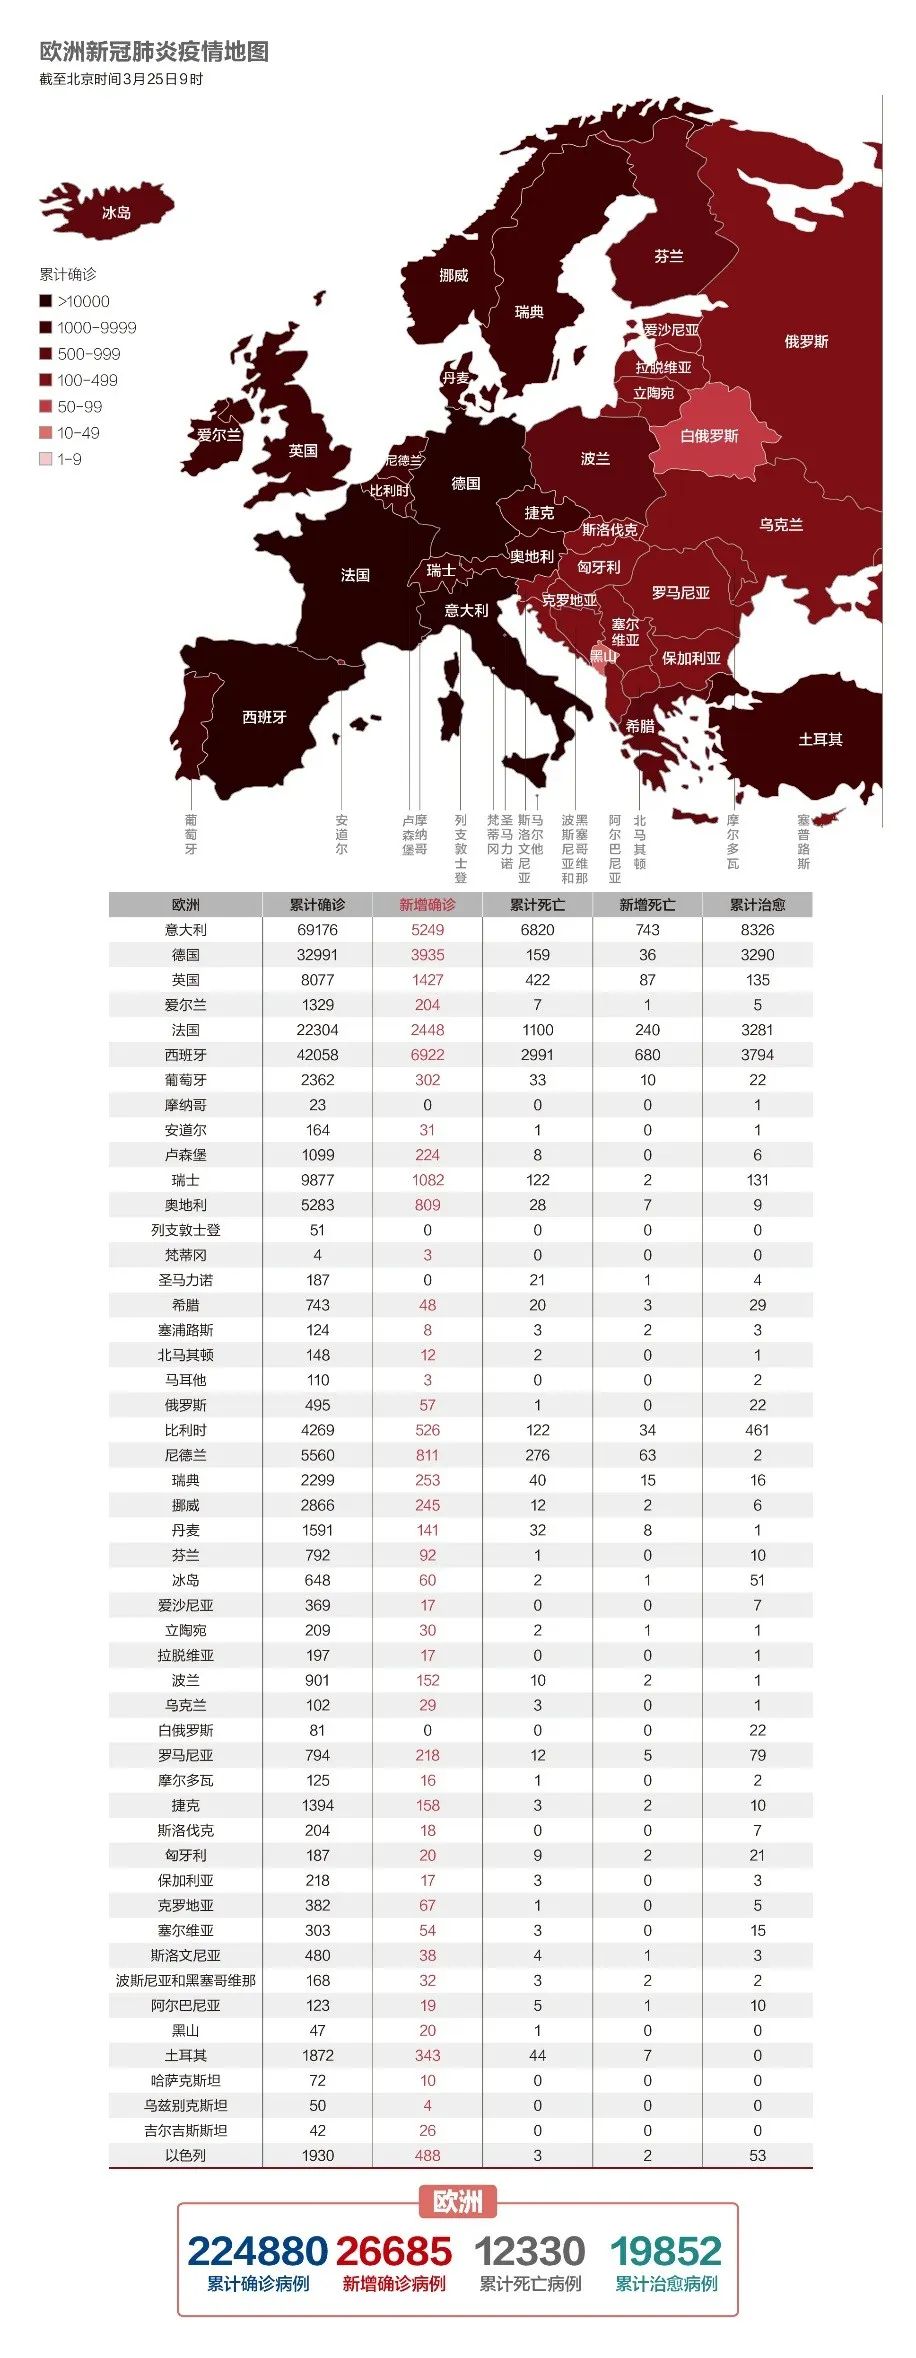 欧洲新冠肺炎疫情地图
截至北京时间3月25日9时
冰岛
累计确诊
>10000
1000-9999
500-999
100-499
50-99
10-49
1-9
挪威
瑞典
芬兰
俄罗斯
爱沙尼亚
拉脱维亚
立陶宛
白俄罗斯
丹麦
爱尔兰
英国
尼德兰
比利时
德国
波兰
捷克
斯洛伐克
乌克兰
法国
瑞士
奥地利
匈牙利
意大利
克罗地亚
罗马尼亚
塞尔
维亚
黑山
保加利亚
西班牙
希腊
土耳其
葡萄牙
安道尔
卢森堡
摩纳哥
列支敦士登
梵蒂冈
圣马力诺
斯洛文尼亚
马尔他
波斯尼亚和
黑塞哥维那
阿尔巴尼亚
北马其顿
摩尔多瓦
塞普路斯
欧洲 累计确诊 新增确诊 累计死亡 新增死亡 累计治愈
意大利 69176 5249 6820 743 8326
德国 32991 3935 159 36 3290
英国 8077 1427 422 87 135
爱尔兰 1329 204 7 1 5
法国 22304 2448 1100 240 3281
西班牙 42058 6922 2991 680 3794
葡萄牙 2362 302 33 10 22
摩纳哥 23 0 0 0 1
安道尔 164 31 1 0 1
卢森堡 1099 224 8 0 6
瑞士 9877 1082 122 2 131
奥地利 5283 809 28 7 9
列支敦士登 51 0 0 0 0
梵蒂冈 4 3 0 0 0
圣马力诺 187 0 21 1 4
希腊 743 48 20 3 29
塞浦路斯 124 8 3 2 3
北马其顿 148 12 2 0 1
马耳他 110 3 0 0 2
俄罗斯 495 57 1 0 22
比利时 4269 526 122 34 461
尼德兰 5560 811 276 63 2
瑞典 2299 253 40 15 16
挪威 2866 245 12 2 6
丹麦 1591 141 32 8 1
芬兰 792 92 1 0 10
冰岛 648 60 2 1 51
爱沙尼亚 369 17 0 0 7
立陶宛 209 30 2 1 1
拉脱维亚 197 17 0 0 1
波兰 901 152 10 2 1
乌克兰 102 29 3 0 1
白俄罗斯 81 0 0 0 22
罗马尼亚 794 218 12 5 79
摩尔多瓦 125 16 1 0 2
捷克 1394 158 3 2 10
斯洛伐克 204 18 0 0 7
匈牙利 187 20 9 2 21
保加利亚 218 17 3 0 3
克罗地亚 382 67 1 0 5
塞尔维亚 303 54 3 0 15
斯洛文尼亚 480 38 4 1 3
波斯尼亚和黑塞哥维那 168 32 3 2 2
阿尔巴尼亚 123 19 5 1 10
黑山 47 20 1 0 0
土耳其 1872 343 44 7 0
哈萨克斯坦 72 10 0 0 0
乌兹别克斯坦 50 4 0 0 0
吉尔吉斯斯坦 42 26 0 0 0
以色列 1930 488 3 2 53
欧洲
224880 26685 12330 19852
累计确诊病例 新增确诊病例 累计死亡病例 累计治愈病例